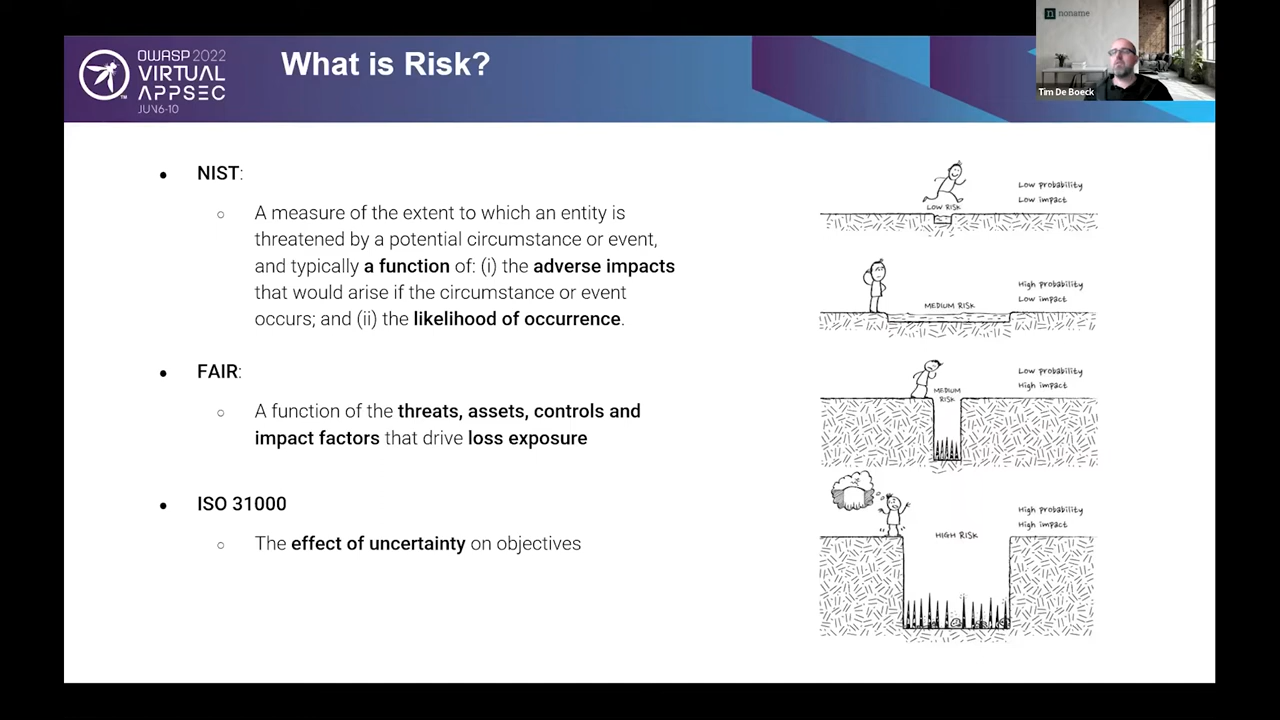 noname
Tim De Boeck
OWASP 2022
VIRTUAL
APPSEC
JUN6-10
What is Risk?
NIST:
A measure of the extent to which an entity is
threatened by a potential circumstance or event,
and typically a function of: (i) the adverse impacts
that would arise if the circumstance or event
occurs; and (ii) the likelihood of occurrence.
FAIR:
A function of the threats, assets, controls and
impact factors that drive loss exposure
ISO 31000
The effect of uncertainty on objectives
LOW RISK
Low probability
Low impact
MEDIUM RISK
High probability
Low impact
MEDIUM
RISK
Low probability
High impact
HIGH RISK
High probability
High impact